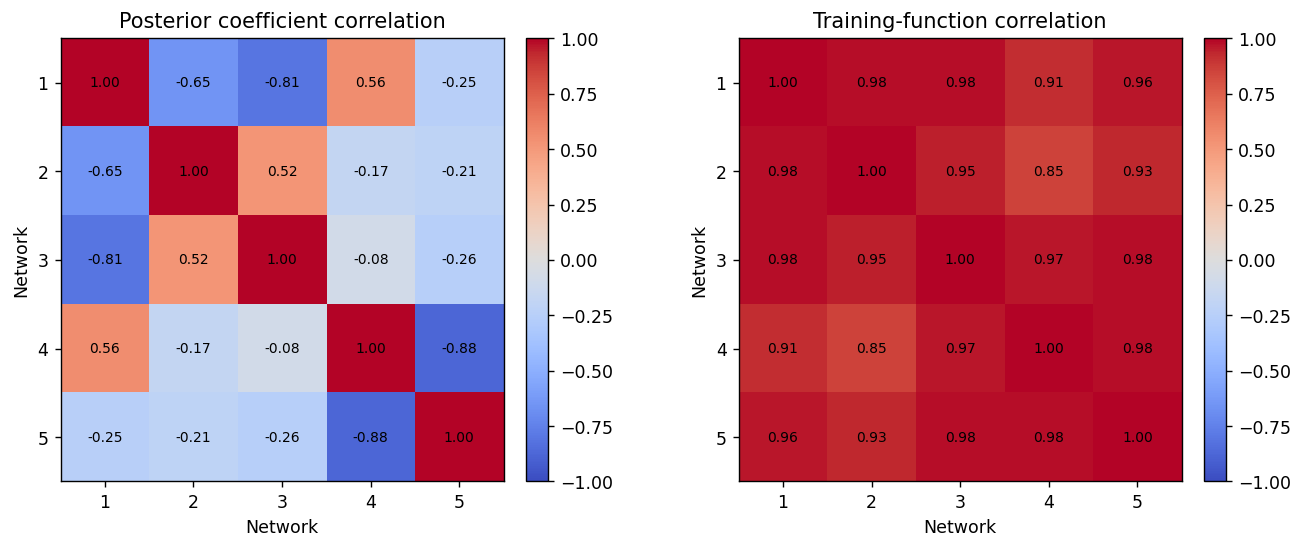 Posterior coefficient correlation
1.00 -0.65 -0.81 0.56 -0.25
-0.65 1.00 0.52 -0.17 -0.21
-0.81 0.52 1.00 -0.08 -0.26
0.56 -0.17 -0.08 1.00 -0.88
-0.25 -0.21 -0.26 -0.88 1.00
1
2
3
4
5
Network
1 2 3 4 5
Network
1.00
0.75
0.50
0.25
0.00
−0.25
−0.50
−0.75
−1.00
Training-function correlation
1.00 0.98 0.98 0.91 0.96
0.98 1.00 0.95 0.85 0.93
0.98 0.95 1.00 0.97 0.98
0.91 0.85 0.97 1.00 0.98
0.96 0.93 0.98 0.98 1.00
1
2
3
4
5
Network
1 2 3 4 5
Network
1.00
0.75
0.50
0.25
0.00
−0.25
−0.50
−0.75
−1.00